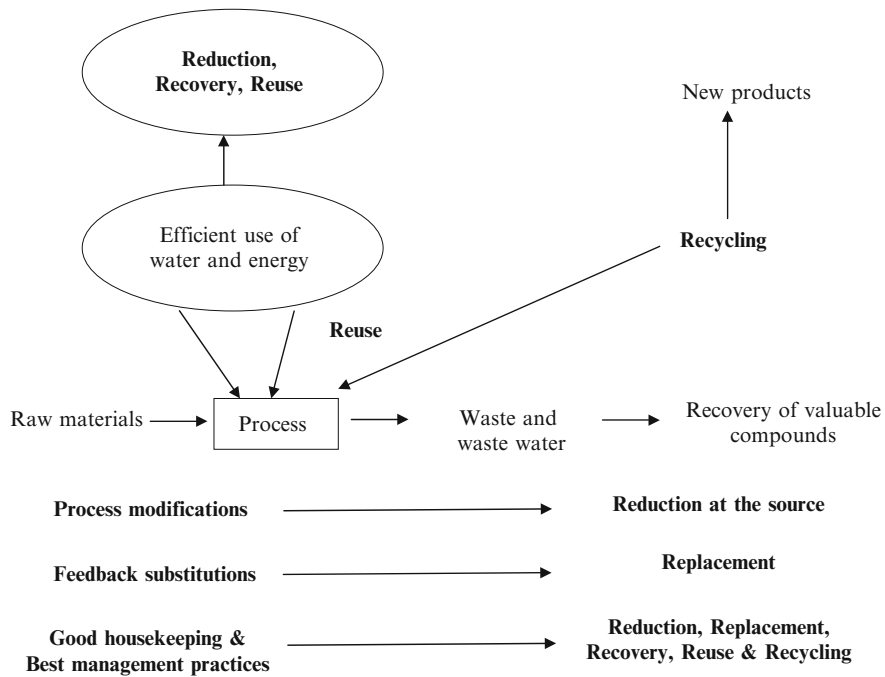 Reduction,
Recovery, Reuse
New products
Efficient use of
water and energy
Recycling
Reuse
Raw materials
Process
Waste and
waste water
Recovery of valuable
compounds
Process modifications
Reduction at the source
Feedback substitutions
Replacement
Good housekeeping &
Best management practices
Reduction, Replacement,
Recovery, Reuse & Recycling